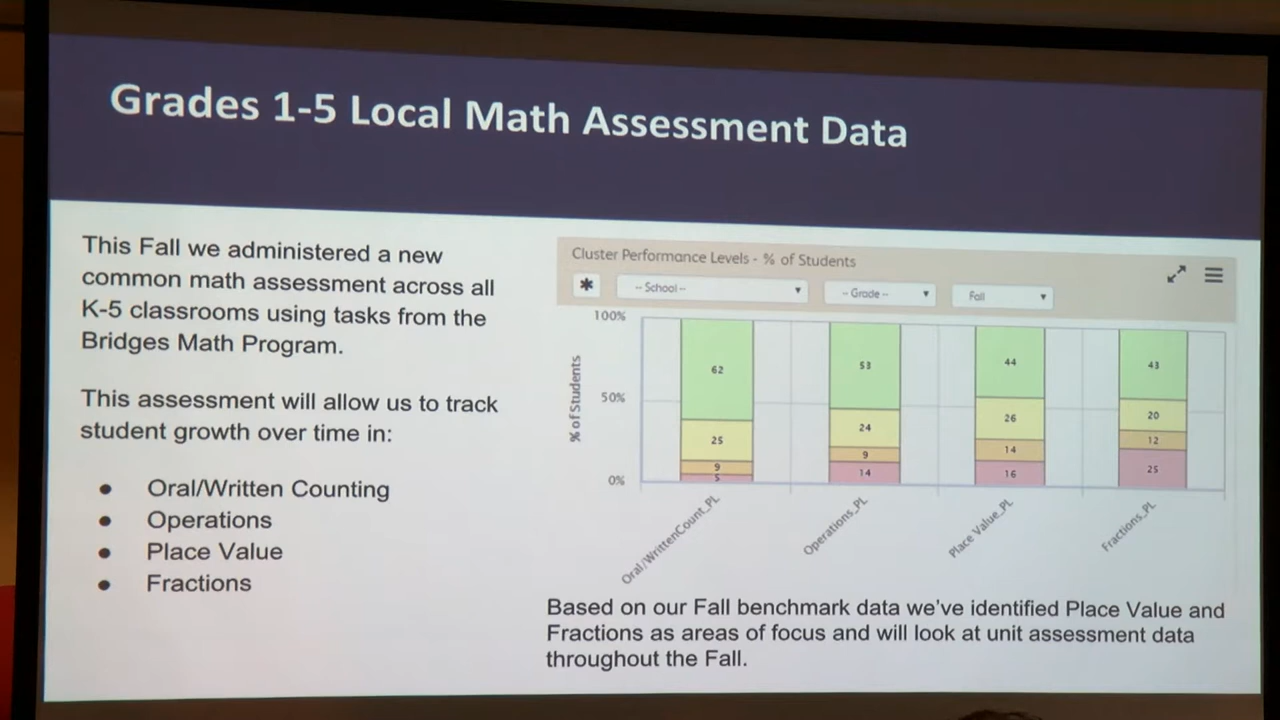 Grades 1-5 Local Math Assessment Data
This Fall we administered a new
common math assessment across all
K-5 classrooms using tasks from the
Bridges Math Program.
This assessment will allow us to track
student growth over time in:
● Oral/Written Counting
● Operations
● Place Value
● Fractions
Cluster Performance Levels - % of Students
✱ -- School -- ▼ -- Grade -- ▼ Fall ▼
% of Students
100%
50%
0%
62
25
9
5
53
24
9
14
44
26
14
16
43
20
12
25
Oral/WrittenCount_PL
Operations_PL
Place Value_PL
Fractions_PL
Based on our Fall benchmark data we've identified Place Value and
Fractions as areas of focus and will look at unit assessment data
throughout the Fall.